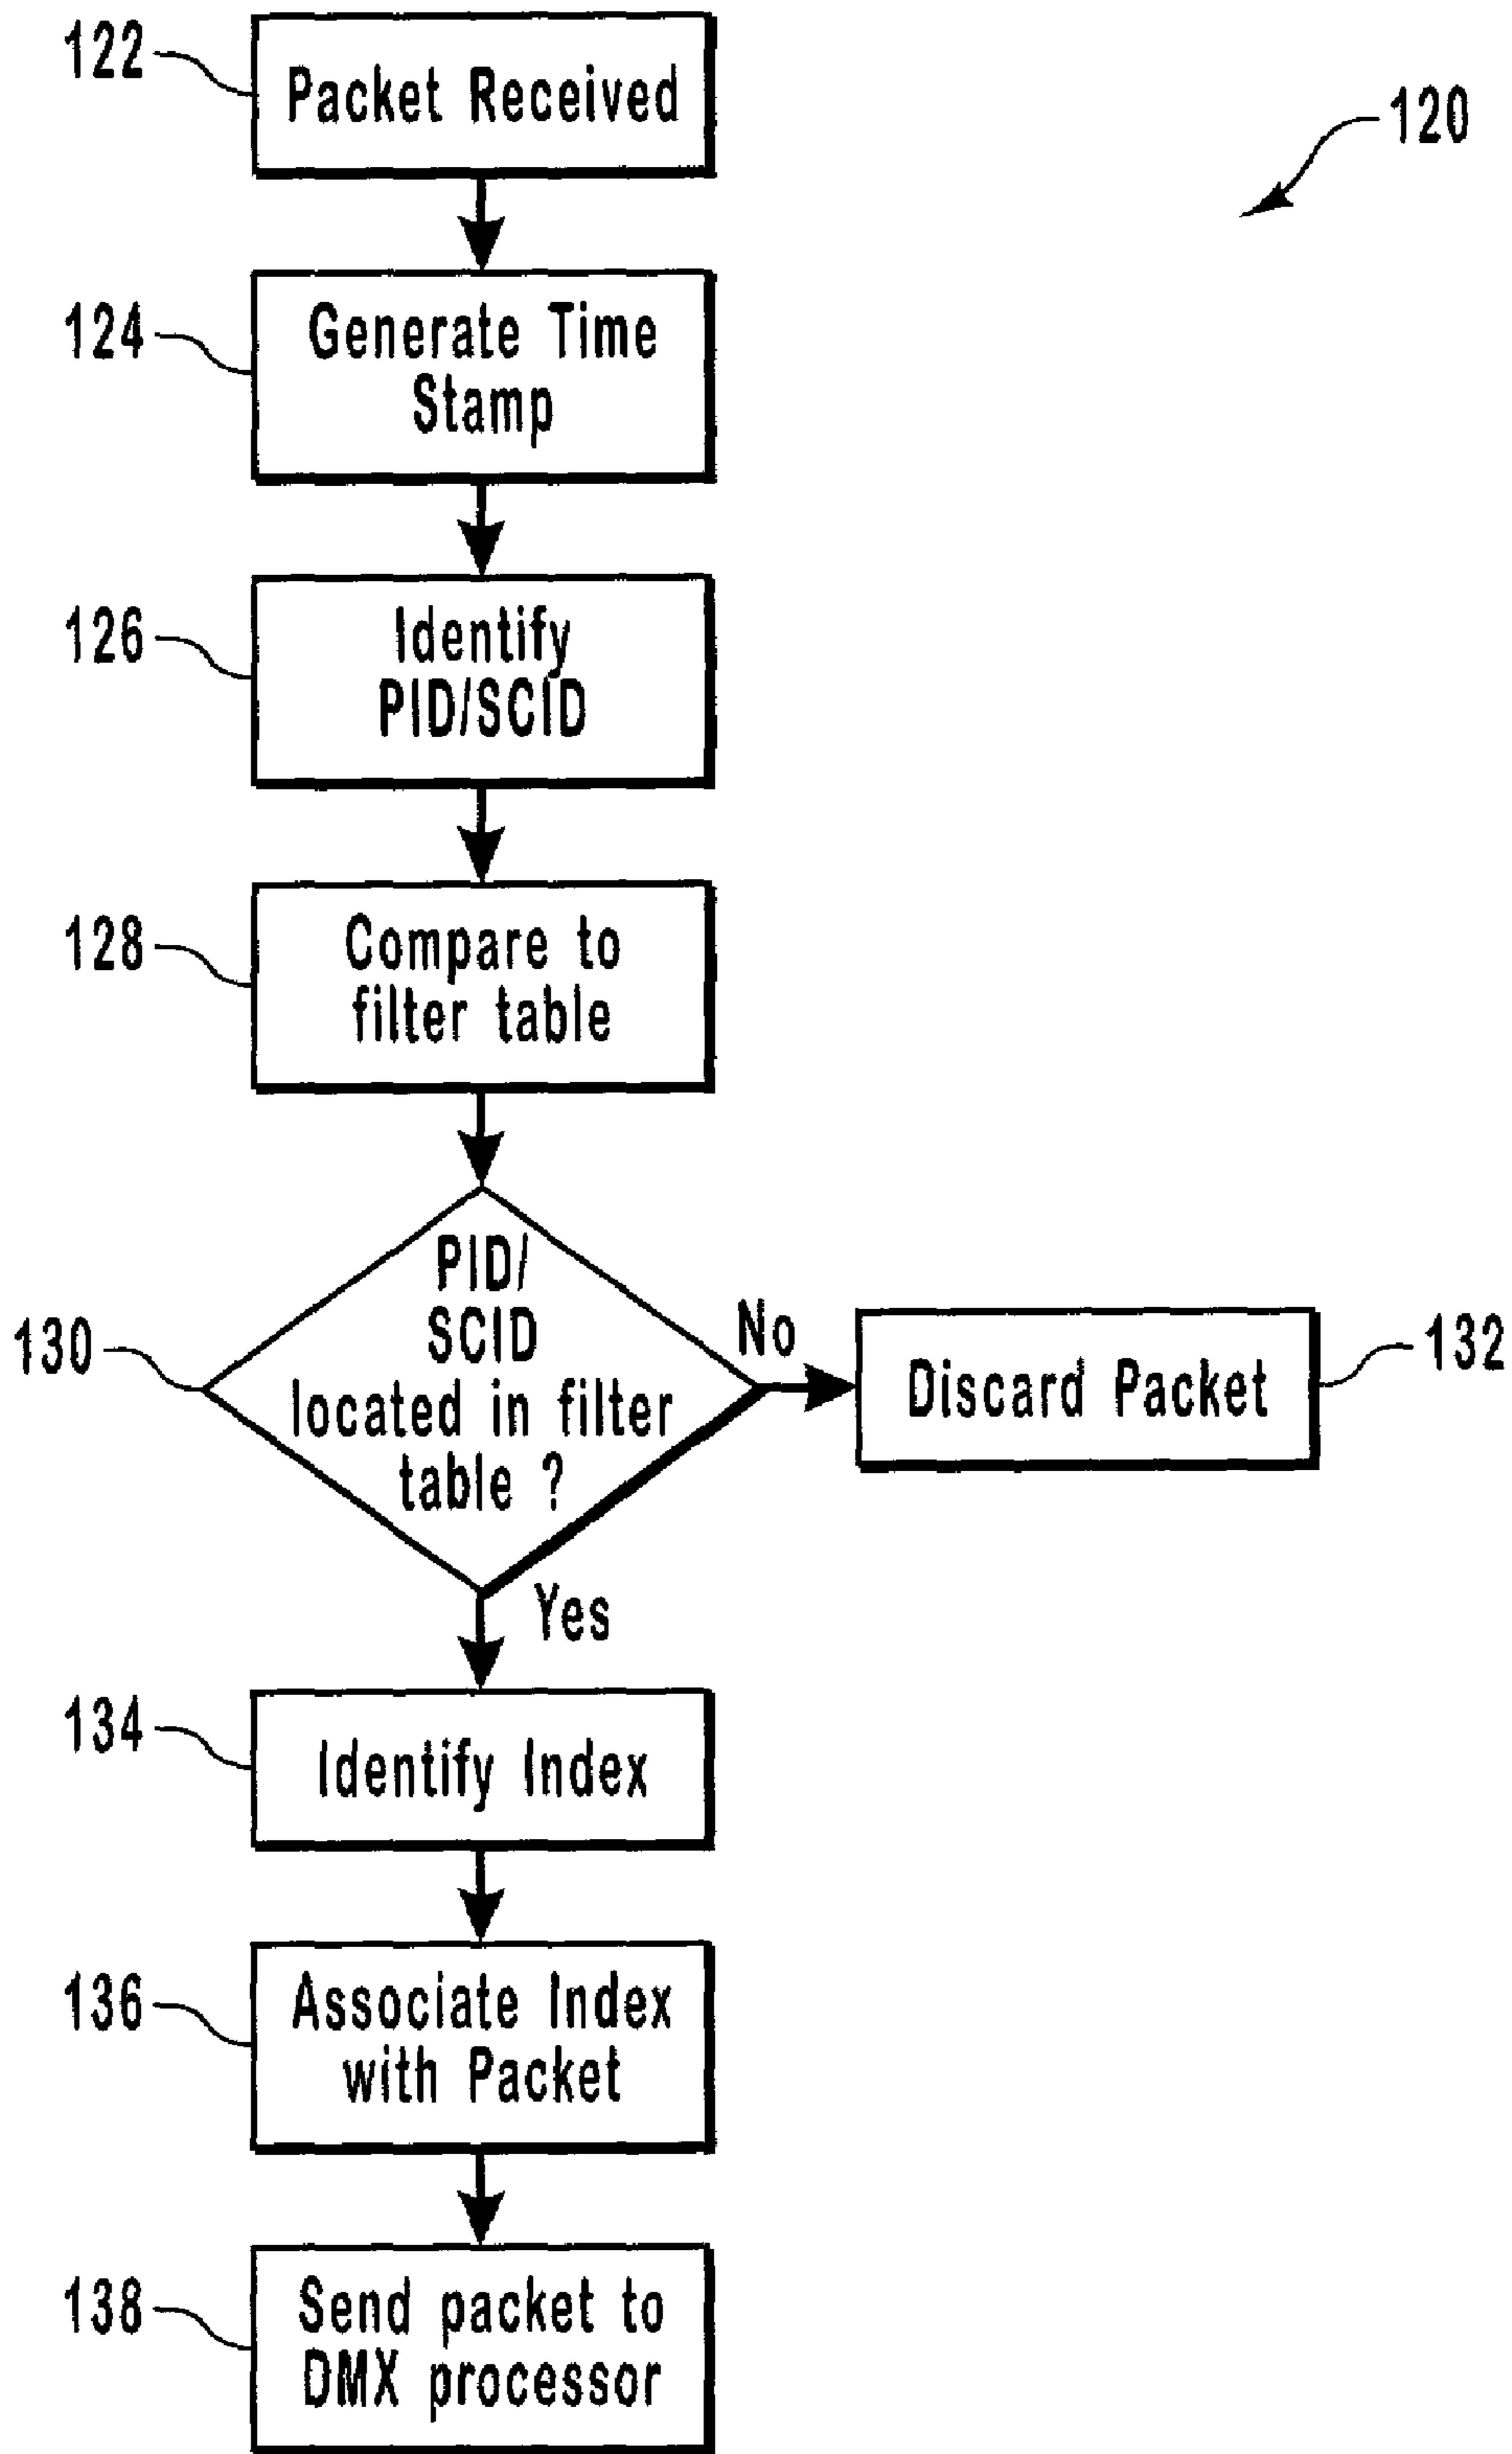 122
Packet Received
120
124
Generate Time
Stamp
126
Identify
PID/SCID
128
Compare to
filter table
130
PID/
SCID
located in filter
table ?
No
Discard Packet
132
Yes
134
Identify Index
136
Associate Index
with Packet
138
Send packet to
DMX processor